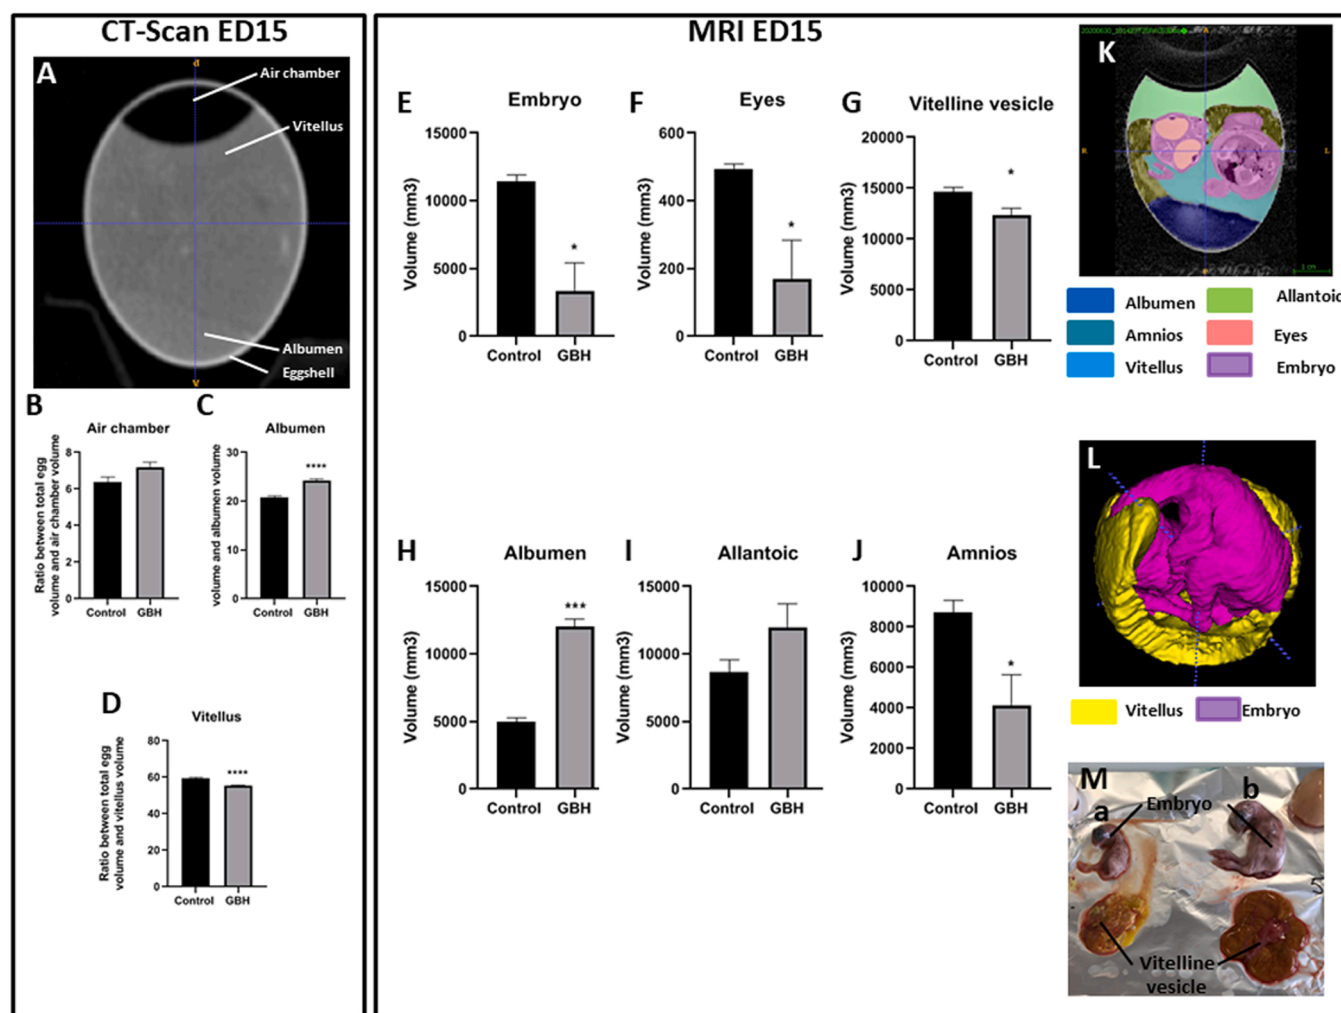 CT-Scan ED15
A
d
Air chamber
Vitellus
Albumen
Eggshell
V
B
Air chamber
Ratio between total egg
volume and air chamber volume
8
6
4
2
0
Control
GBH
C
Albumen
volume and albumen volume
30
****
20
10
0
Control
GBH
D
Vitellus
Ratio between total egg
volume and vitellus volume
80
60
40
20
0
****
Control
GBH
MRI ED15
E
Embryo
Volume (mm3)
15000
10000
5000
0
*
Control
GBH
F
Eyes
Volume (mm3)
600
400
200
0
*
Control
GBH
G
Vitelline vesicle
Volume (mm3)
20000
15000
10000
5000
0
*
Control
GBH
H
Albumen
Volume (mm3)
15000
10000
5000
0
***
Control
GBH
I
Allantoic
Volume (mm3)
15000
10000
5000
0
Control
GBH
J
Amnios
Volume (mm3)
10000
8000
6000
4000
2000
0
*
Control
GBH
K
A
R
L
Albumen
Allantoic
Amnios
Eyes
Vitellus
Embryo
L
Vitellus
Embryo
M
a
Embryo
b
5
Vitelline
vesicle